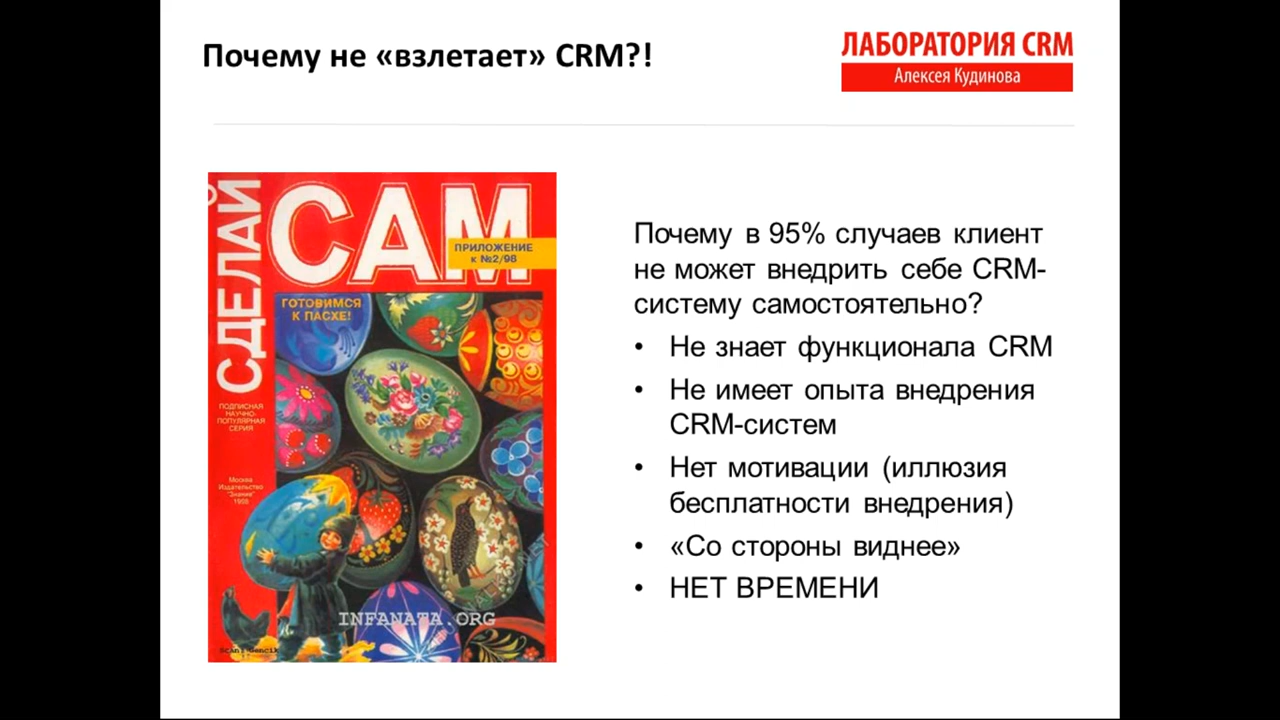 Почему не «взлетает» CRM?!
ЛАБОРАТОРИЯ CRM
Алексея Кудинова
СДЕЛАЙ
САМ
ПРИЛОЖЕНИЕ
к №2/98
ГОТОВИМСЯ
К ПАСХЕ!
ПОДПИСНАЯ
НАУЧНО-
ПОПУЛЯРНАЯ
СЕРИЯ
Москва
Издательство
"Знание"
1998
INFANATA.ORG
Почему в 95% случаев клиент
не может внедрить себе CRM-
систему самостоятельно?
• Не знает функционала CRM
• Не имеет опыта внедрения
CRM-систем
• Нет мотивации (иллюзия
бесплатности внедрения)
• «Со стороны виднее»
• НЕТ ВРЕМЕНИ